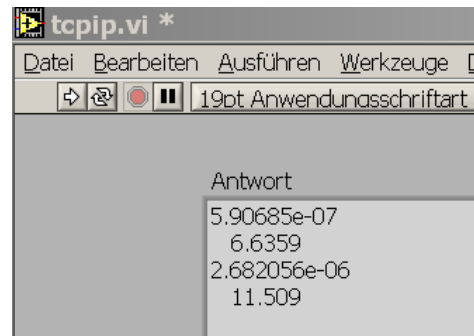 tcpip.vi *
Datei Bearbeiten Ausführen Werkzeuge
19pt Anwendungsschriftart
Antwort
5.90685e-07
6.6359
2.682056e-06
11.509